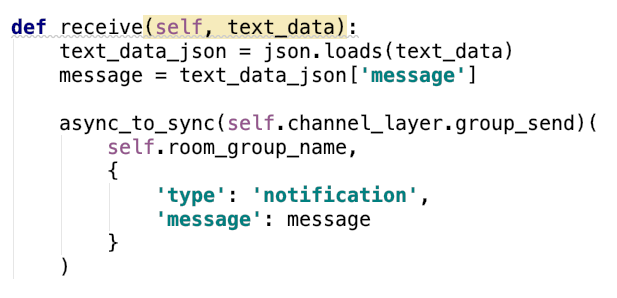 def receive(self, text_data):
    text_data_json = json.loads(text_data)
    message = text_data_json['message']

    async_to_sync(self.channel_layer.group_send)(
        self.room_group_name,
        {
            'type': 'notification',
            'message': message
        }
    )